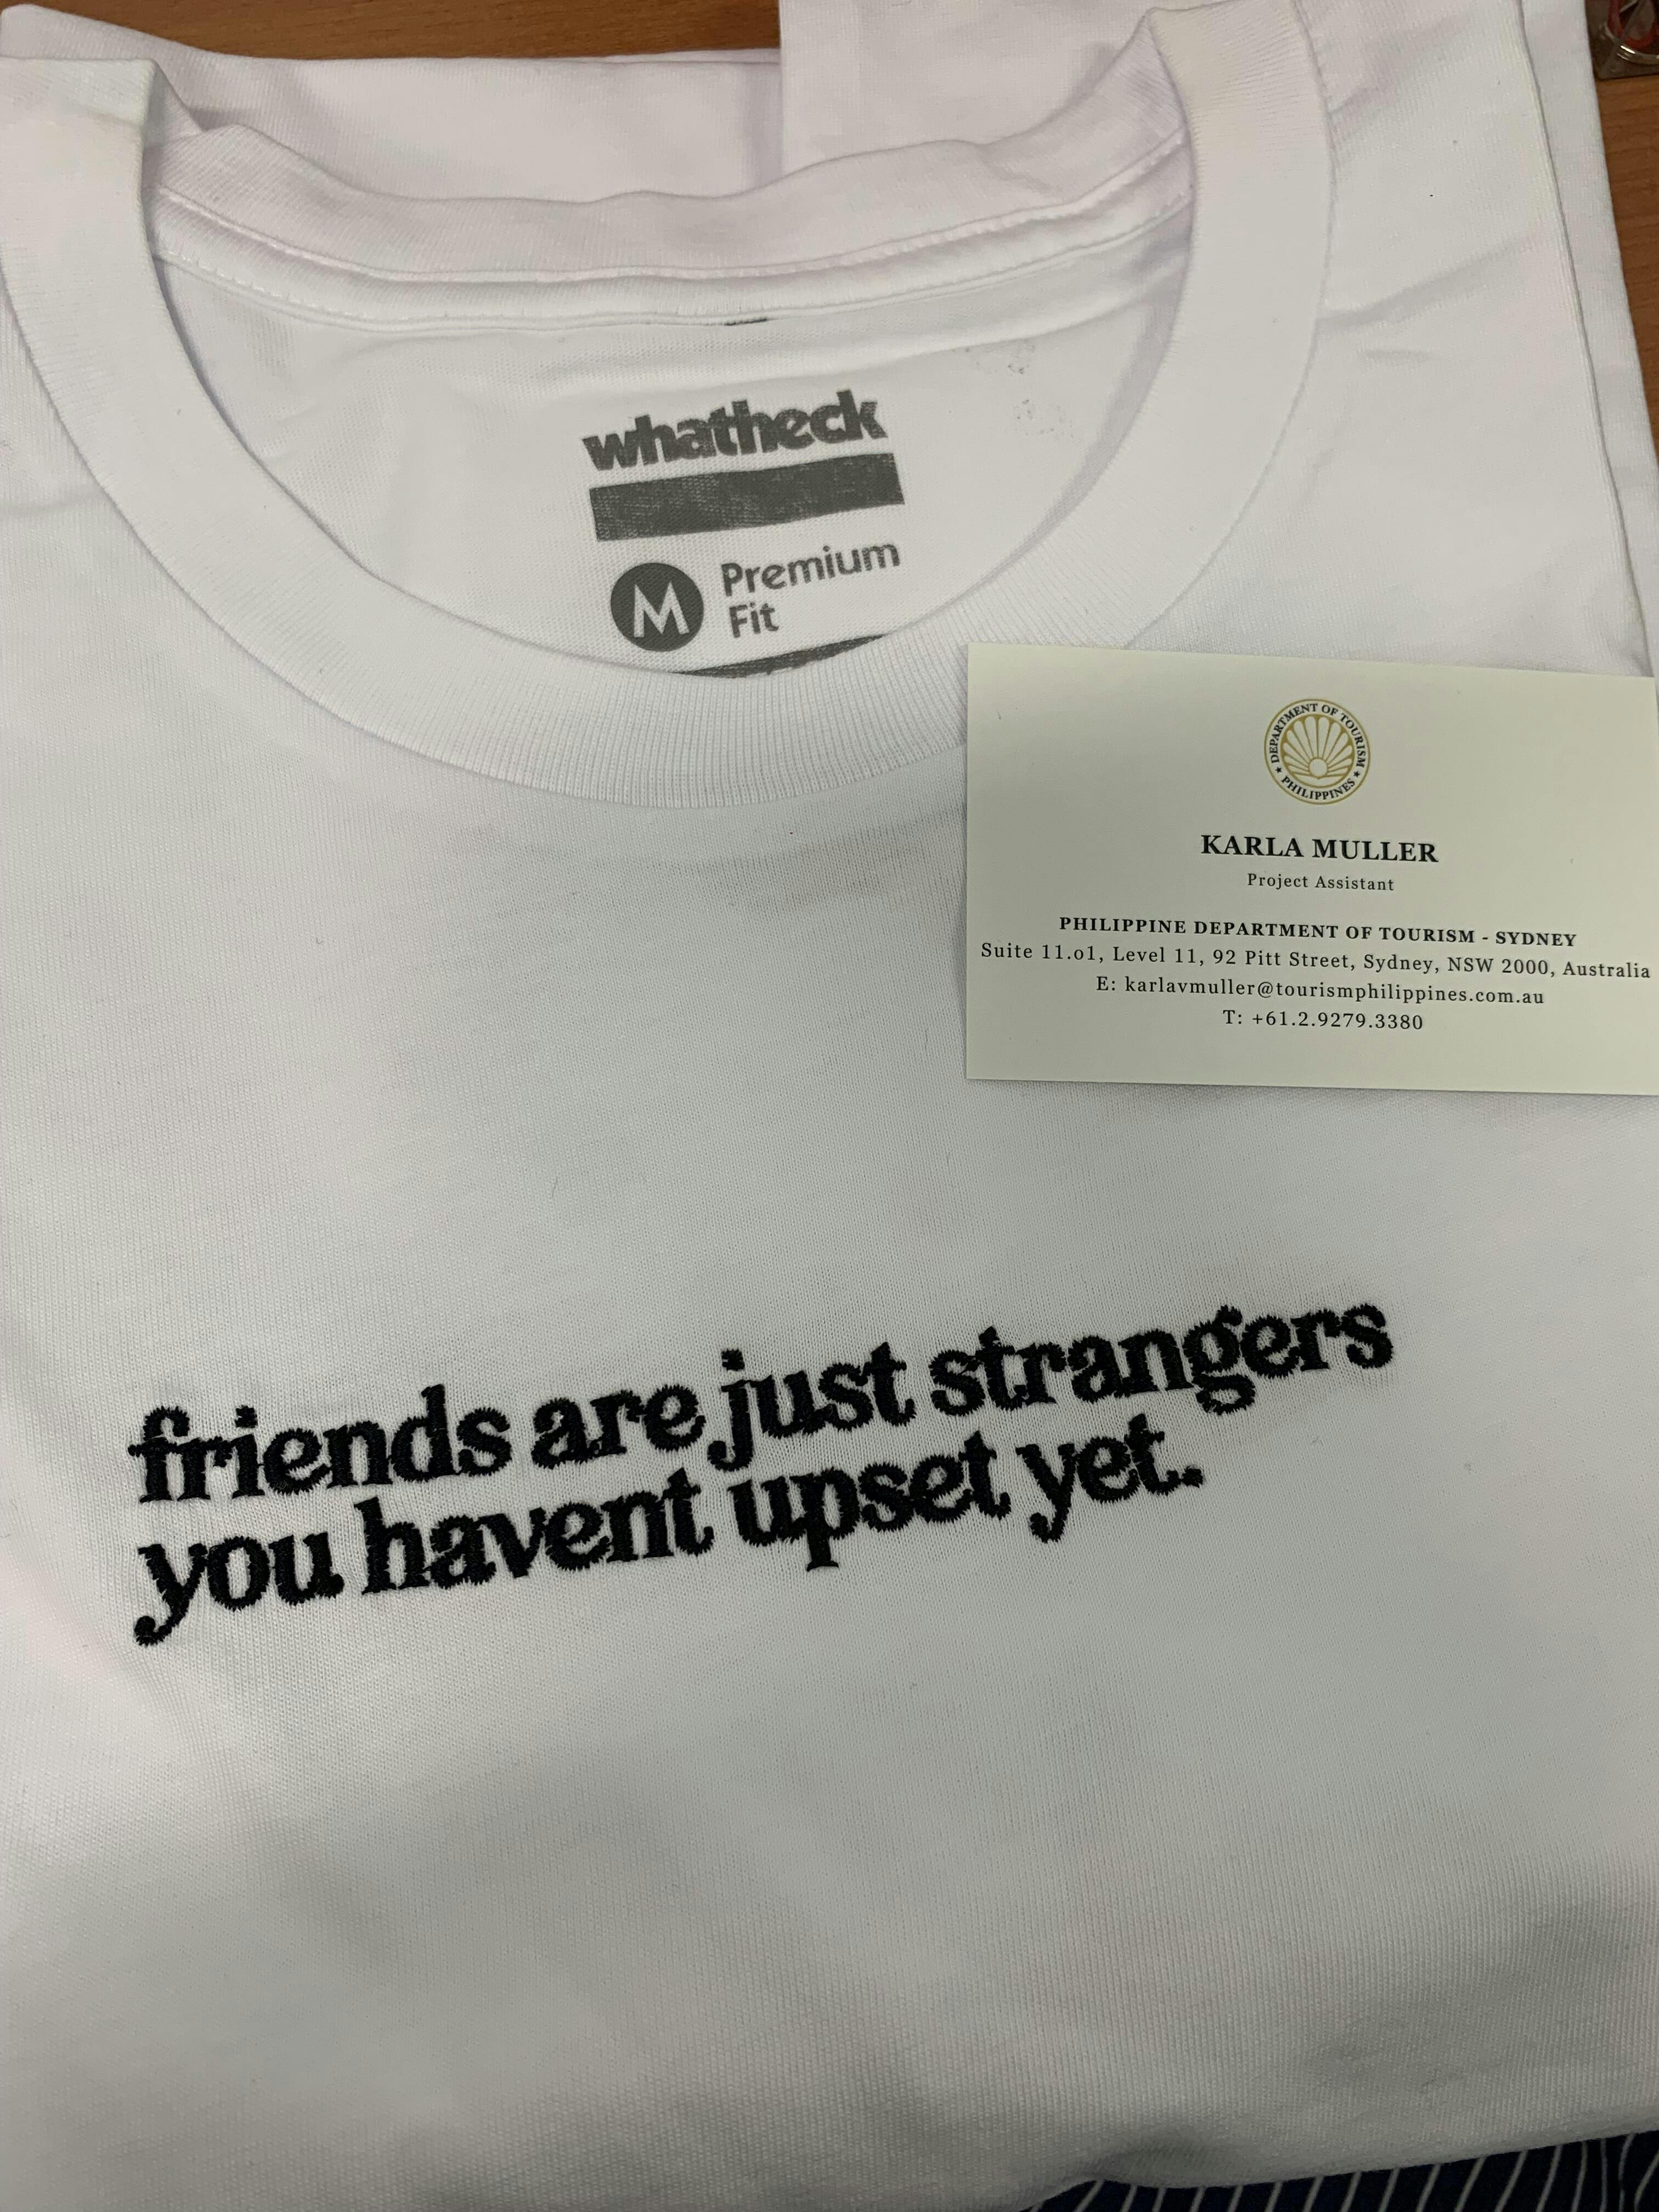 whatheck
M Premium
Fit
DEPARTMENT OF TOURISM
PHILIPPINES
KARLA MULLER
Project Assistant
PHILIPPINE DEPARTMENT OF TOURISM - SYDNEY
Suite 11.01, Level 11, 92 Pitt Street, Sydney, NSW 2000, Australia
E: karlavmuller@tourismphilippines.com.au
T: +61.2.9279.3380
friends are just strangers
you havent upset yet.